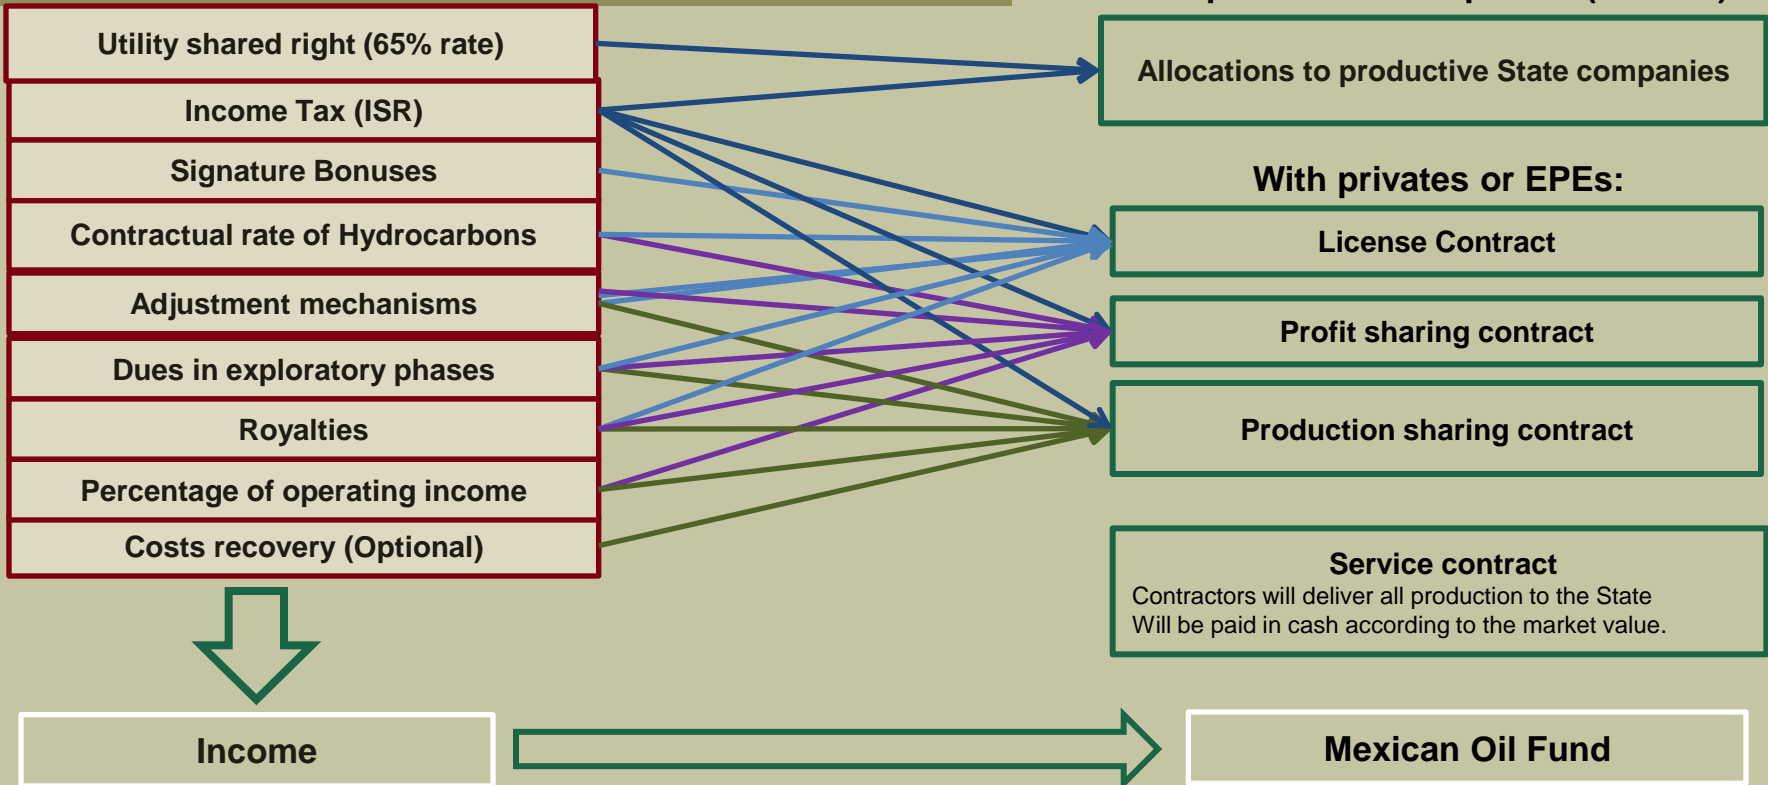 Utility shared right (65% rate)
Income Tax (ISR)
Signature Bonuses
Contractual rate of Hydrocarbons
Adjustment mechanisms
Dues in exploratory phases
Royalties
Percentage of operating income
Costs recovery (Optional)
Income
Allocations to productive State companies
With privates or EPEs:
License Contract
Profit sharing contract
Production sharing contract
Service contract
Contractors will deliver all production to the State
Will be paid in cash according to the market value.
Mexican Oil Fund